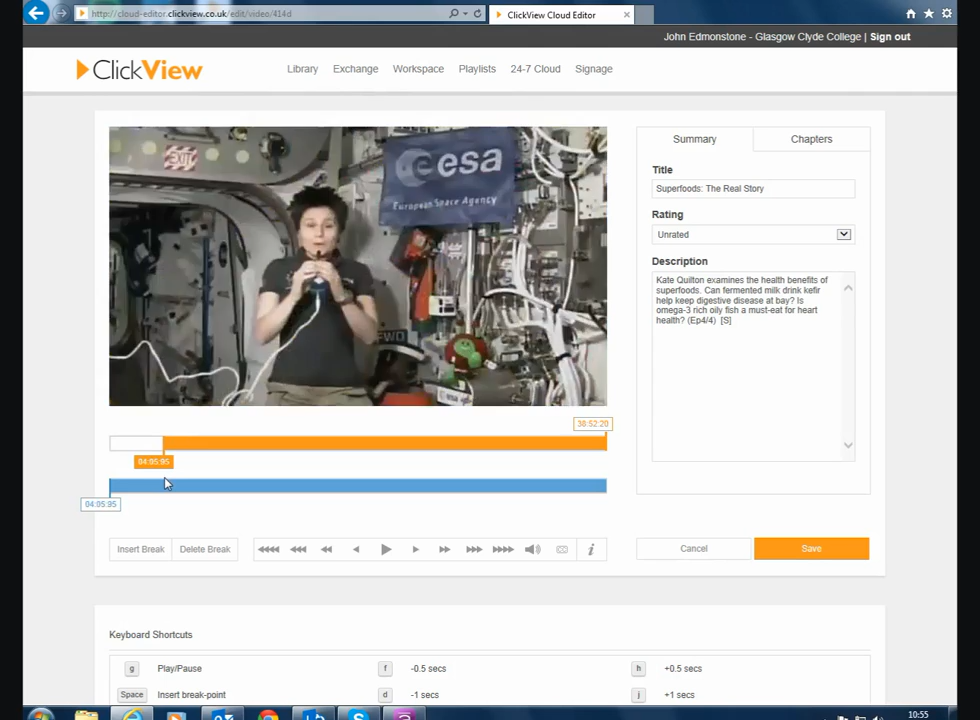 http://cloud-editor.clickview.co.uk/edit/video/414d
ClickView Cloud Editor
John Edmonstone - Glasgow Clyde College | Sign out
ClickView
Library
Exchange
Workspace
Playlists
24-7 Cloud
Signage
EXIT
esa
European Space Agency
Summary
Chapters
Title
Superfoods: The Real Story
Rating
Unrated
Description
Kate Quilton examines the health benefits of
superfoods. Can fermented milk drink kefir
help keep digestive disease at bay? Is
omega-3 rich oily fish a must-eat for heart
health? (Ep4/4) [S]
38:52:20
04:05:95
04:05:95
Insert Break
Delete Break
Cancel
Save
Keyboard Shortcuts
g
Play/Pause
f
-0.5 secs
h
+0.5 secs
Space
Insert break-point
d
-1 secs
j
+1 secs
10:55